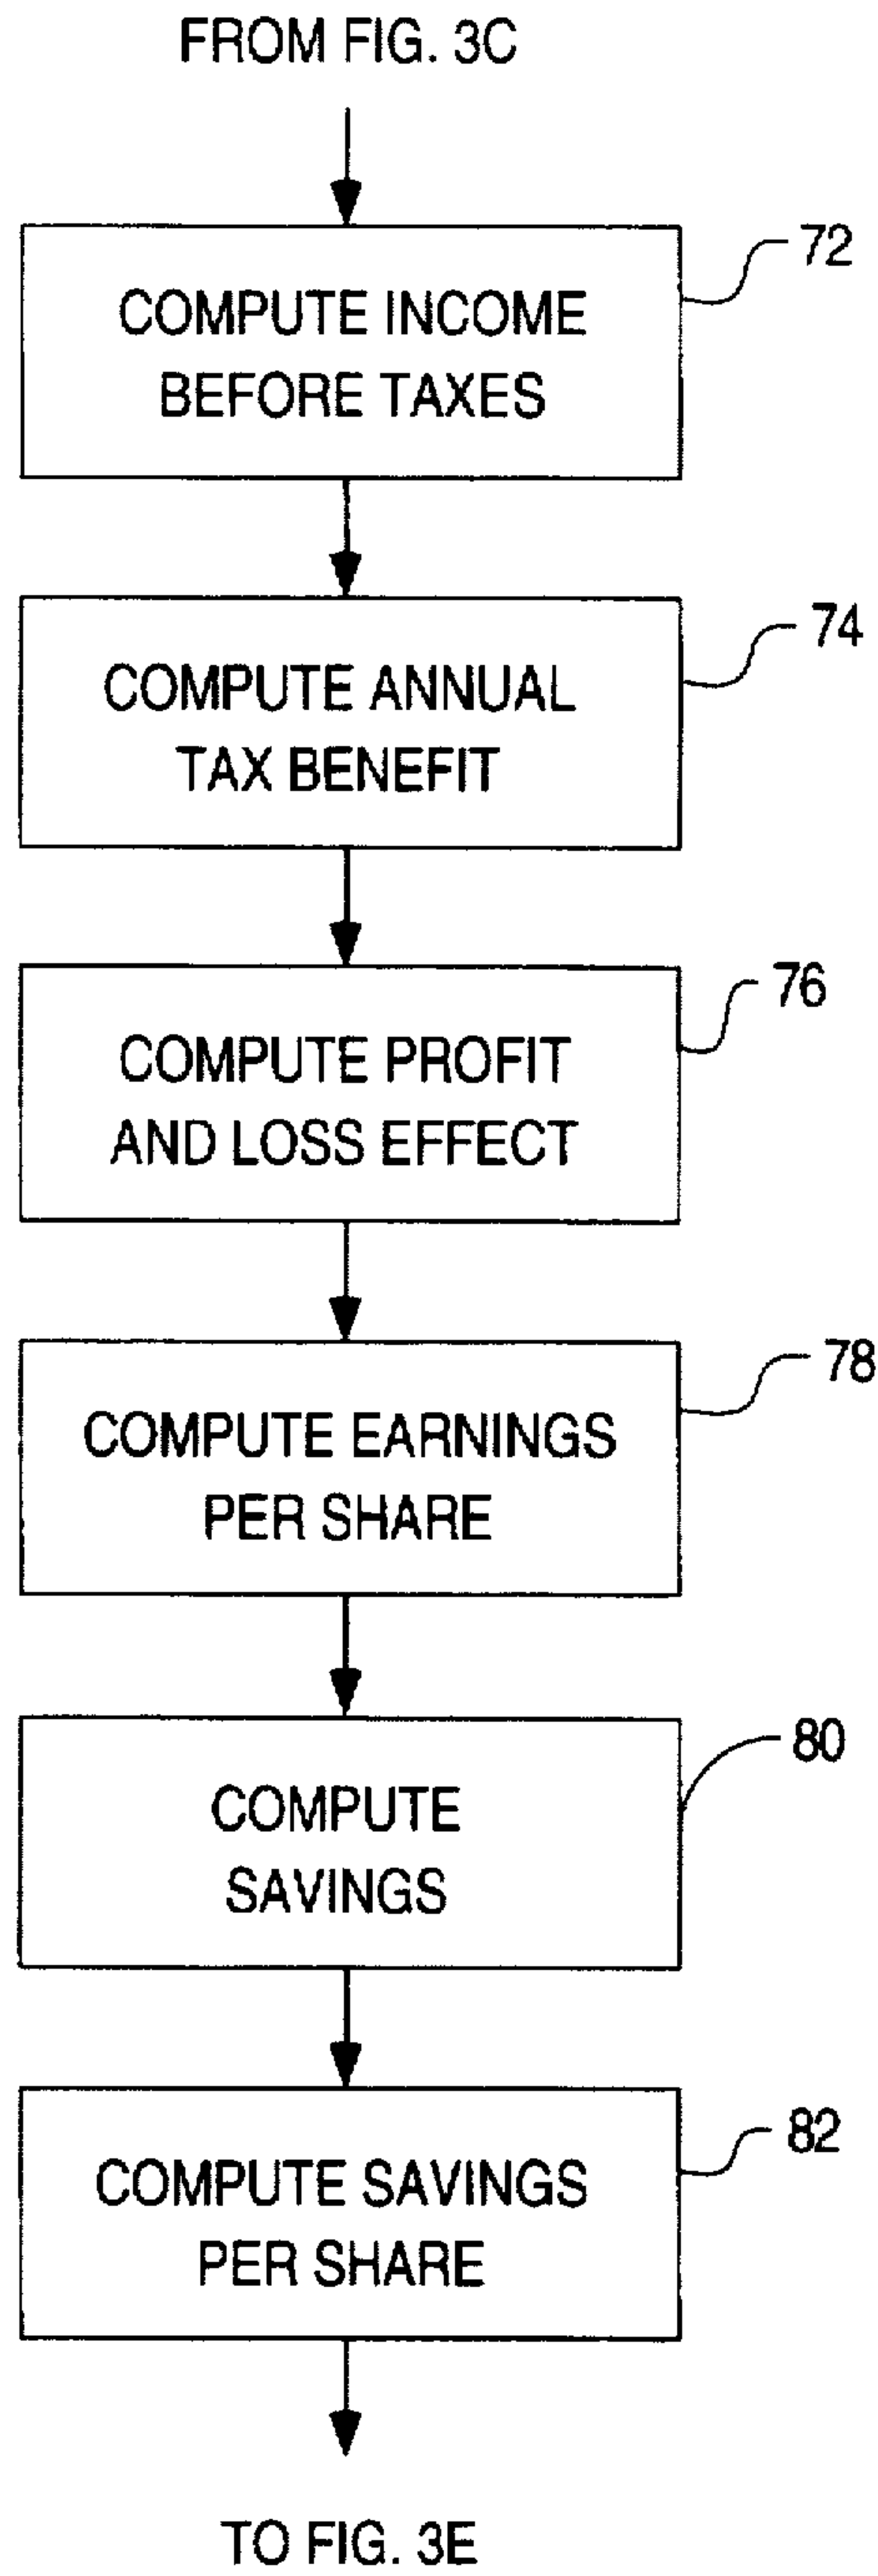 FROM FIG. 3C
72
COMPUTE INCOME
BEFORE TAXES
74
COMPUTE ANNUAL
TAX BENEFIT
76
COMPUTE PROFIT
AND LOSS EFFECT
78
COMPUTE EARNINGS
PER SHARE
80
COMPUTE
SAVINGS
82
COMPUTE SAVINGS
PER SHARE
TO FIG. 3E